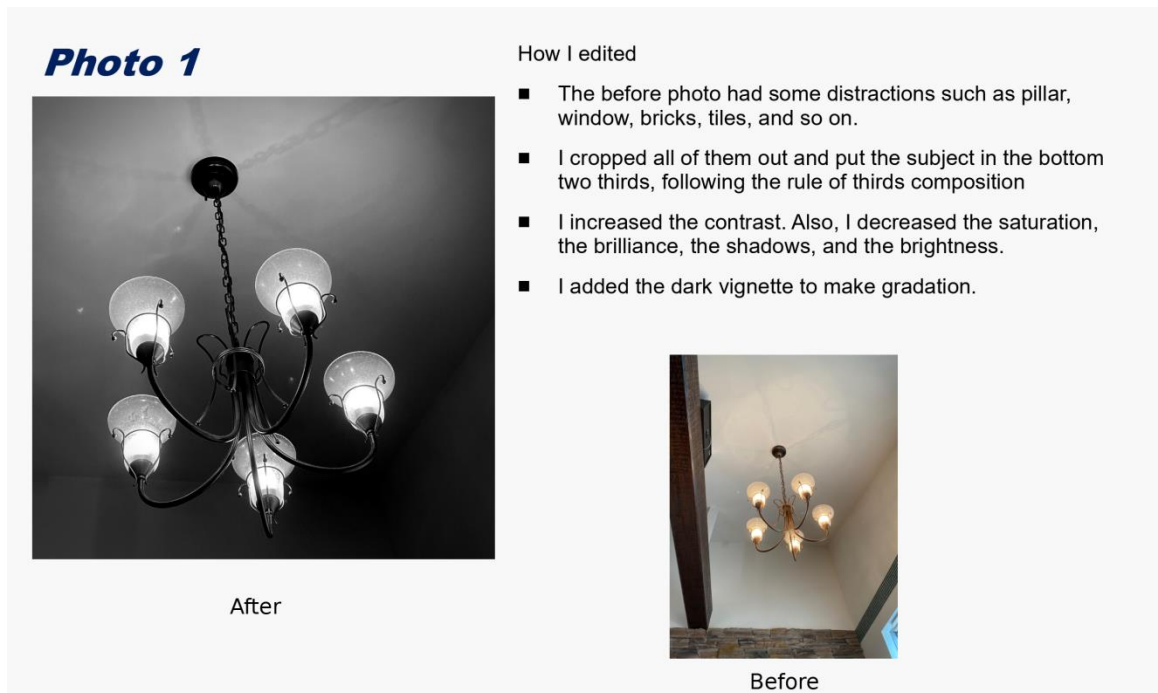 Photo 1
How I edited
■ The before photo had some distractions such as pillar,
window, bricks, tiles, and so on.
■ I cropped all of them out and put the subject in the bottom
two thirds, following the rule of thirds composition
■ I increased the contrast. Also, I decreased the saturation,
the brilliance, the shadows, and the brightness.
■ I added the dark vignette to make gradation.
After
Before